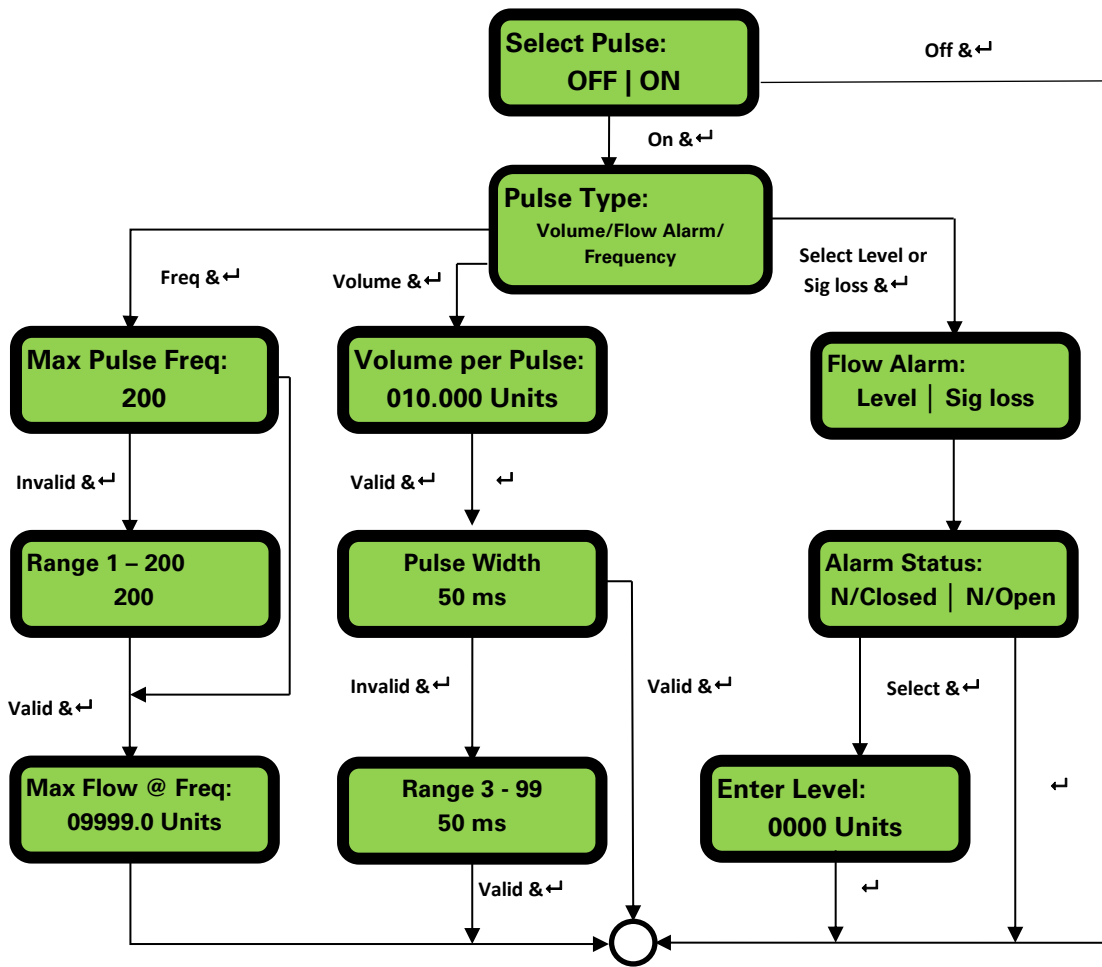 Select Pulse:
OFF | ON
Off & ↵
On & ↵
Pulse Type:
Volume/Flow Alarm/
Frequency
Freq & ↵
Volume & ↵
Select Level or
Sig loss & ↵
Max Pulse Freq:
200
Volume per Pulse:
010.000 Units
Flow Alarm:
Level | Sig loss
Invalid & ↵
Valid & ↵
↵
Range 1 – 200
200
Pulse Width
50 ms
Alarm Status:
N/Closed | N/Open
Valid & ↵
Invalid & ↵
Valid & ↵
Select & ↵
Max Flow @ Freq:
09999.0 Units
Range 3 - 99
50 ms
Enter Level:
0000 Units
↵
Valid & ↵
↵